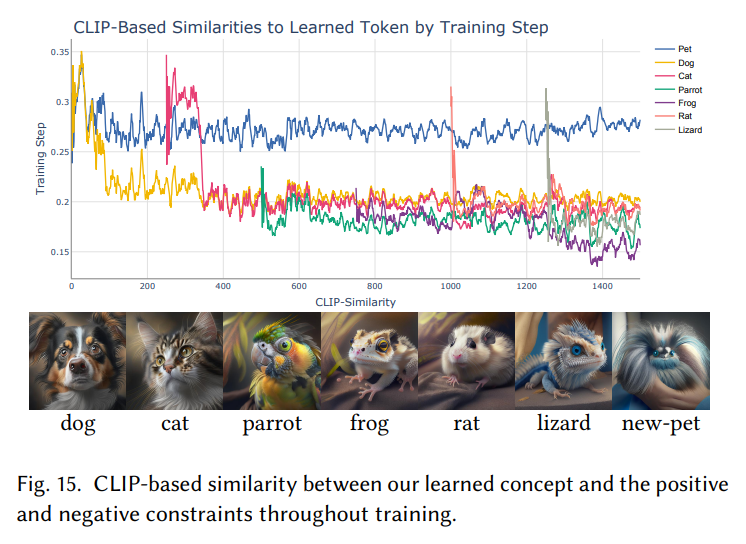 CLIP-Based Similarities to Learned Token by Training Step
Training Step
0.35
0.3
0.25
0.2
0.15
0 200 400 600 800 1000 1200 1400
CLIP-Similarity
Pet
Dog
Cat
Parrot
Frog
Rat
Lizard
dog cat parrot frog rat lizard new-pet
Fig. 15. CLIP-based similarity between our learned concept and the positive
and negative constraints throughout training.